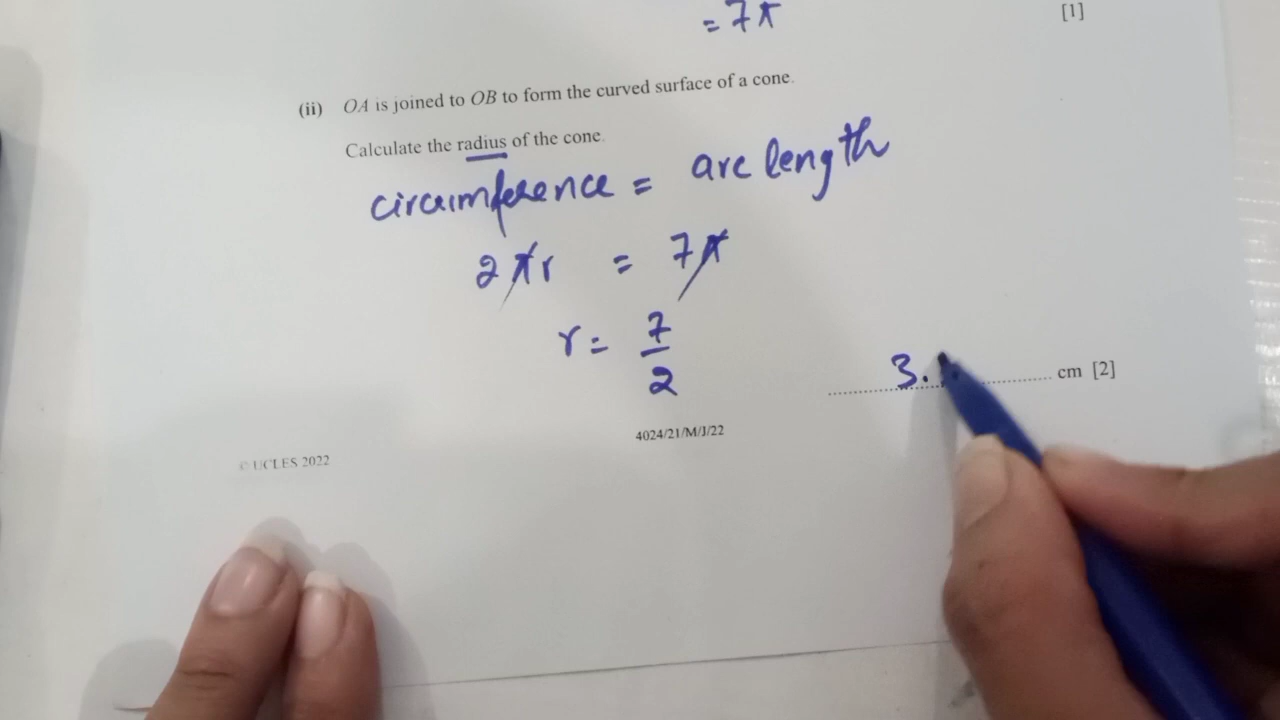 = 7π
[1]
(ii) OA is joined to OB to form the curved surface of a cone.
Calculate the radius of the cone.
circumference = arc length
2πr = 7π
r = 7/2
3. cm [2]
4024/21/M/J/22
© UCLES 2022